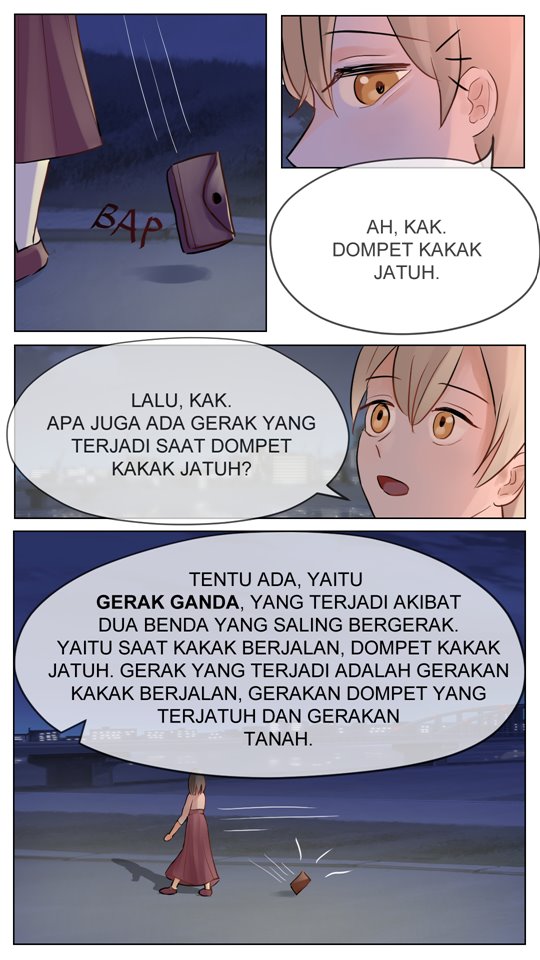 BAP
AH, KAK.
DOMPET KAKAK
JATUH.
LALU, KAK.
APA JUGA ADA GERAK YANG
TERJADI SAAT DOMPET
KAKAK JATUH?
TENTU ADA, YAITU
GERAK GANDA, YANG TERJADI AKIBAT
DUA BENDA YANG SALING BERGERAK.
YAITU SAAT KAKAK BERJALAN, DOMPET KAKAK
JATUH. GERAK YANG TERJADI ADALAH GERAKAN
KAKAK BERJALAN, GERAKAN DOMPET YANG
TERJATUH DAN GERAKAN
TANAH.